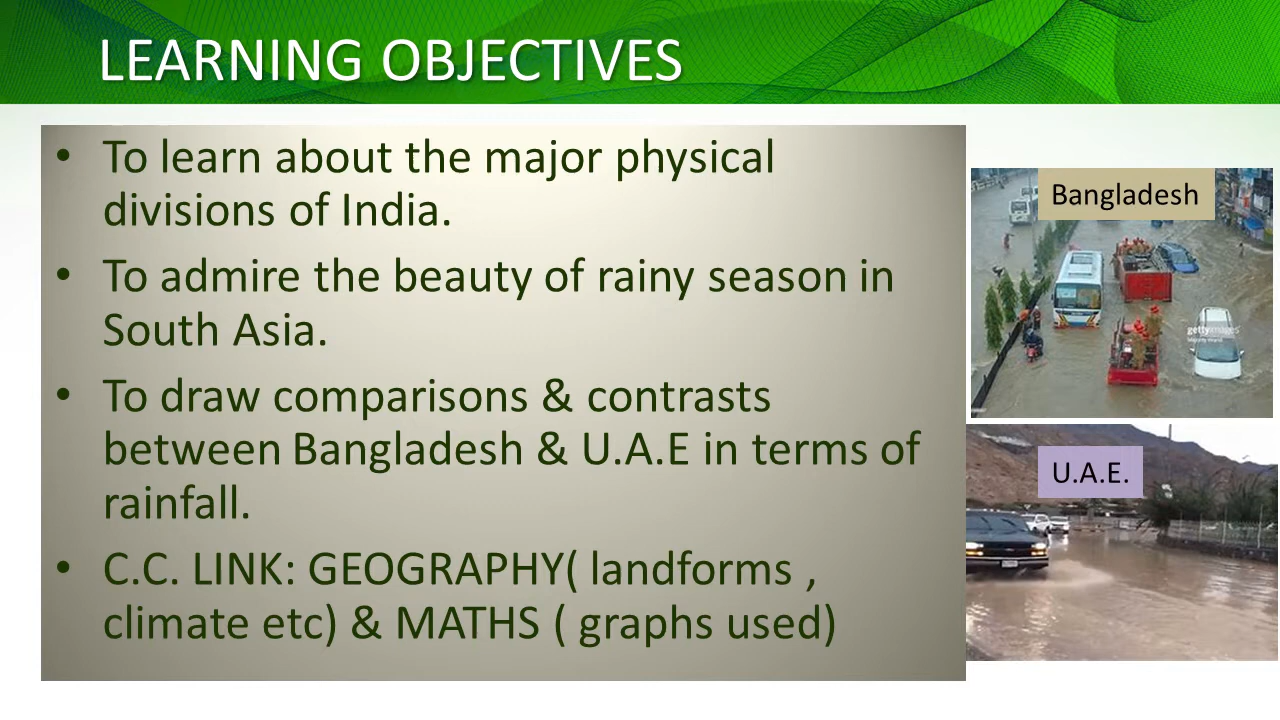 LEARNING OBJECTIVES
• To learn about the major physical
divisions of India.
• To admire the beauty of rainy season in
South Asia.
• To draw comparisons & contrasts
between Bangladesh & U.A.E in terms of
rainfall.
• C.C. LINK: GEOGRAPHY( landforms ,
climate etc) & MATHS ( graphs used)
Bangladesh
gettyimages
U.A.E.